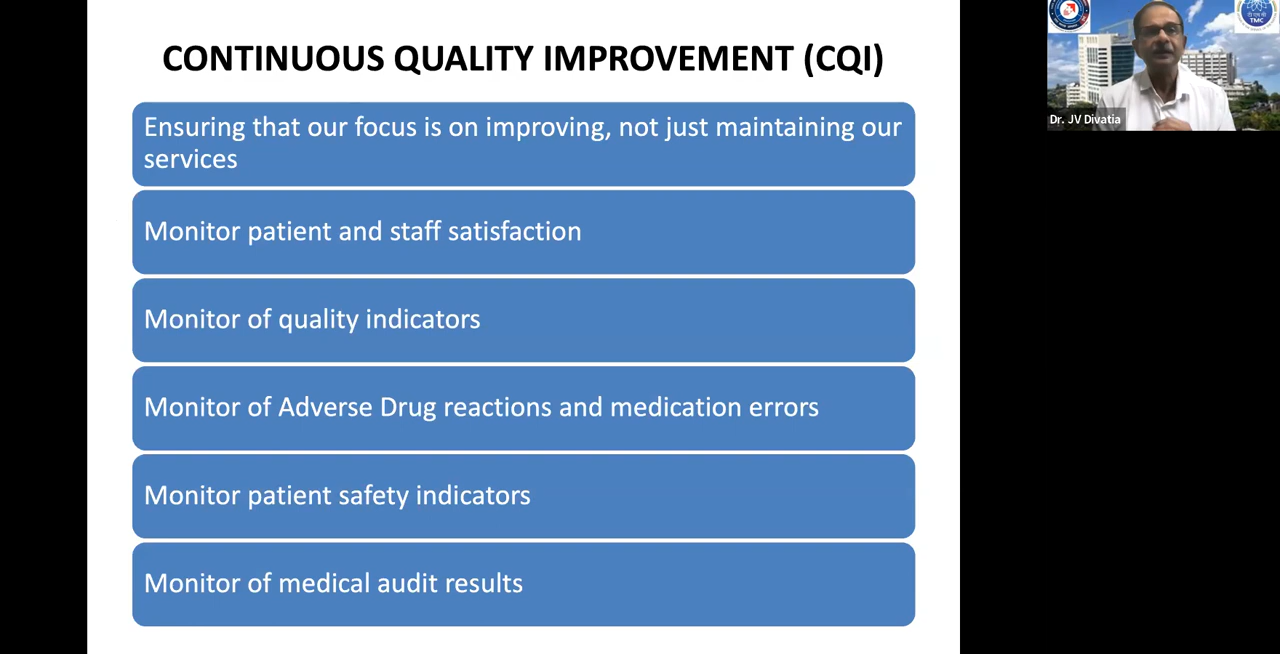 CONTINUOUS QUALITY IMPROVEMENT (CQI)
Ensuring that our focus is on improving, not just maintaining our
services
Monitor patient and staff satisfaction
Monitor of quality indicators
Monitor of Adverse Drug reactions and medication errors
Monitor patient safety indicators
Monitor of medical audit results
TMC
Dr. JV Divatia